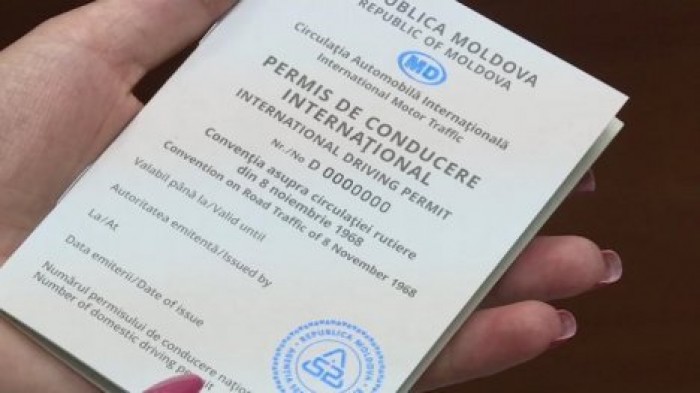 REPUBLICA MOLDOVA
REPUBLIC OF MOLDOVA
Circulația Automobilă Internațională
International Motor Traffic
MD
PERMIS DE CONDUCERE
INTERNAȚIONAL
INTERNATIONAL DRIVING PERMIT
Nr./No D 0000000
Convenția asupra circulației rutiere
din 8 noiembrie 1968
Convention on Road Traffic of 8 November 1968
Valabil până la/Valid until
Autoritatea emitentă/Issued by
La/At
Data emiterii/Date of issue
Numărul permisului de conducere națion
Number of domestic driving permit
REPUBLICA MOLDOVA